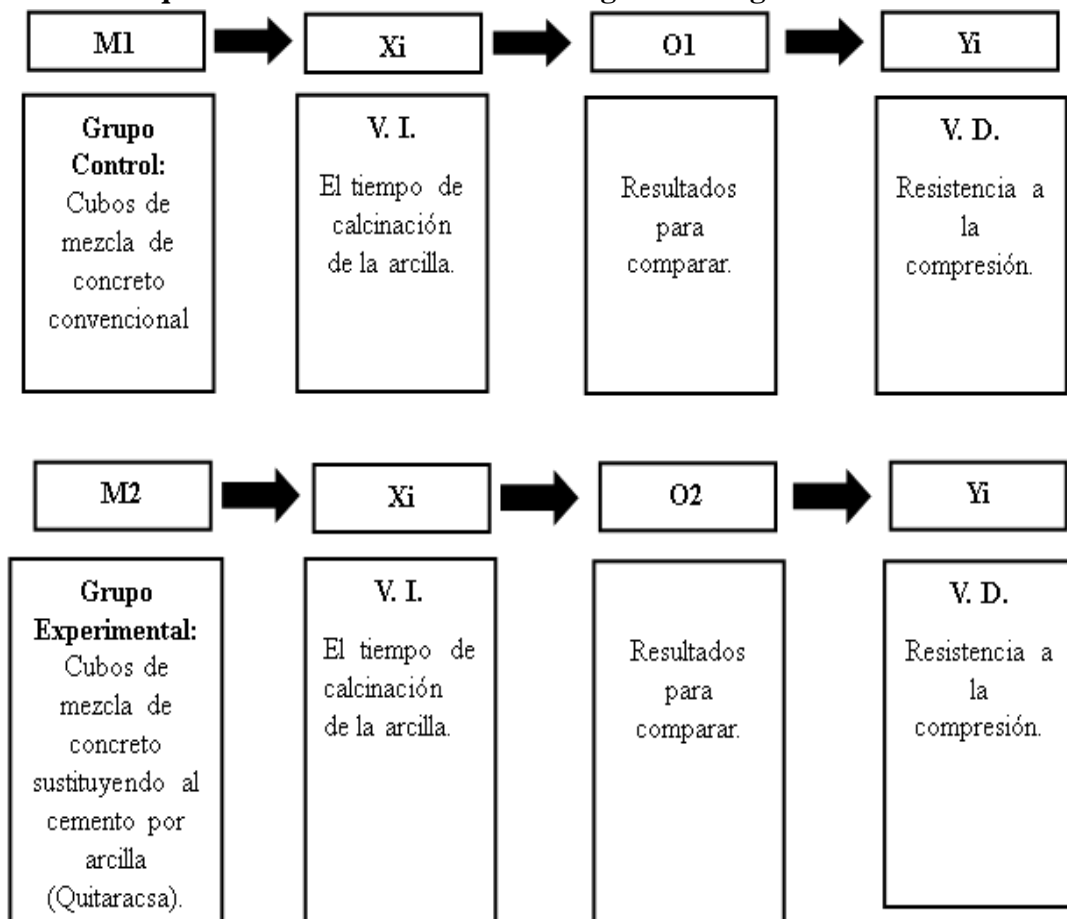 M1
Xi
O1
Yi
Grupo
Control:
Cubos de
mezcla de
concreto
convencional
V. I.
El tiempo de
calcinación
de la arcilla.
Resultados
para
comparar.
V. D.
Resistencia a
la
compresión.
M2
Xi
O2
Yi
Grupo
Experimental:
Cubos de
mezcla de
concreto
sustituyendo al
cemento por
arcilla
(Quitaracsa).
V. I.
El tiempo de
calcinación
de la arcilla.
Resultados
para
comparar.
V. D.
Resistencia a
la
compresión.